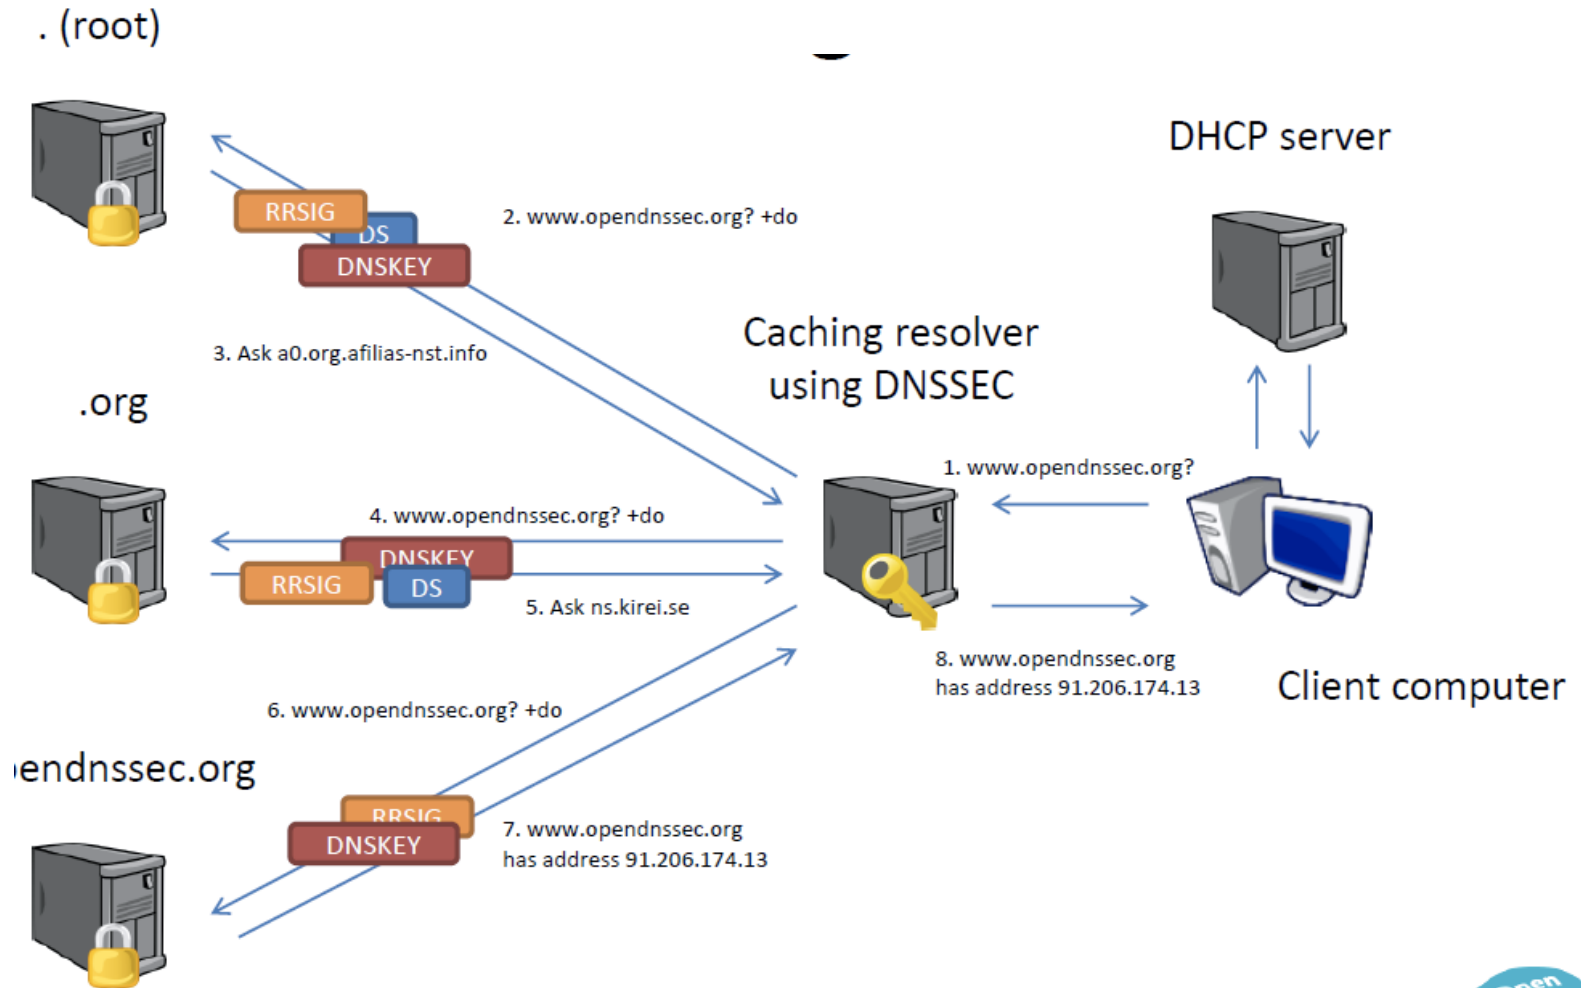 . (root)
DHCP server
RRSIG
DS
DNSKEY
2. www.opendnssec.org? +do
3. Ask a0.org.afilias-nst.info
Caching resolver
using DNSSEC
.org
1. www.opendnssec.org?
4. www.opendnssec.org? +do
DNSKEY
RRSIG
DS
5. Ask ns.kirei.se
8. www.opendnssec.org
has address 91.206.174.13
Client computer
6. www.opendnssec.org? +do
endnssec.org
RRSIG
DNSKEY
7. www.opendnssec.org
has address 91.206.174.13